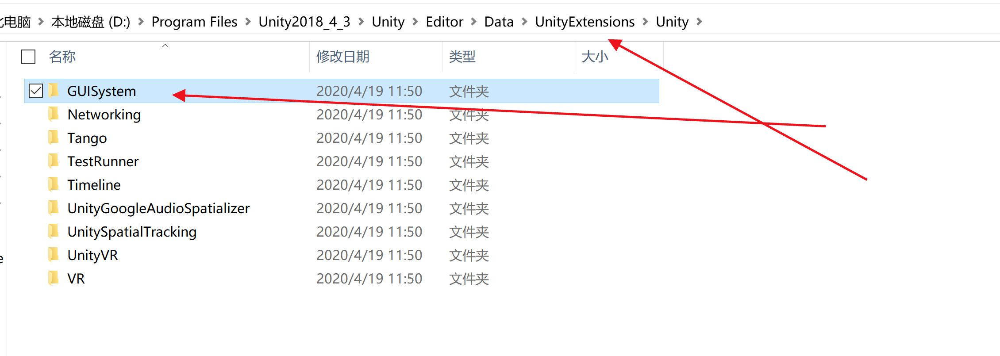 电脑 本地磁盘 (D:) Program Files Unity2018_4_3 Unity Editor Data UnityExtensions Unity
名称 修改日期 类型 大小
GUISystem 2020/4/19 11:50 文件夹
Networking 2020/4/19 11:50 文件夹
Tango 2020/4/19 11:50 文件夹
TestRunner 2020/4/19 11:50 文件夹
Timeline 2020/4/19 11:50 文件夹
UnityGoogleAudioSpatializer 2020/4/19 11:50 文件夹
UnitySpatialTracking 2020/4/19 11:50 文件夹
UnityVR 2020/4/19 11:50 文件夹
VR 2020/4/19 11:50 文件夹